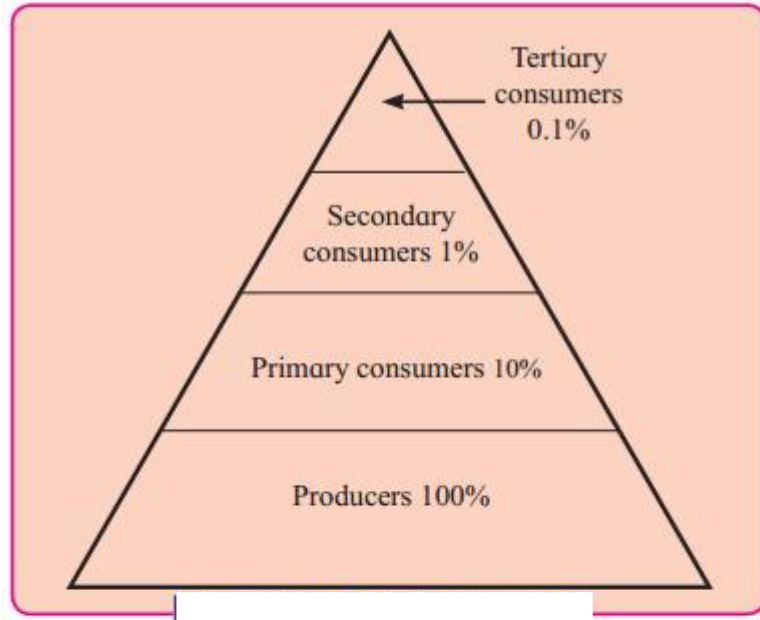 Tertiary
consumers
0.1%
Secondary
consumers 1%
Primary consumers 10%
Producers 100%